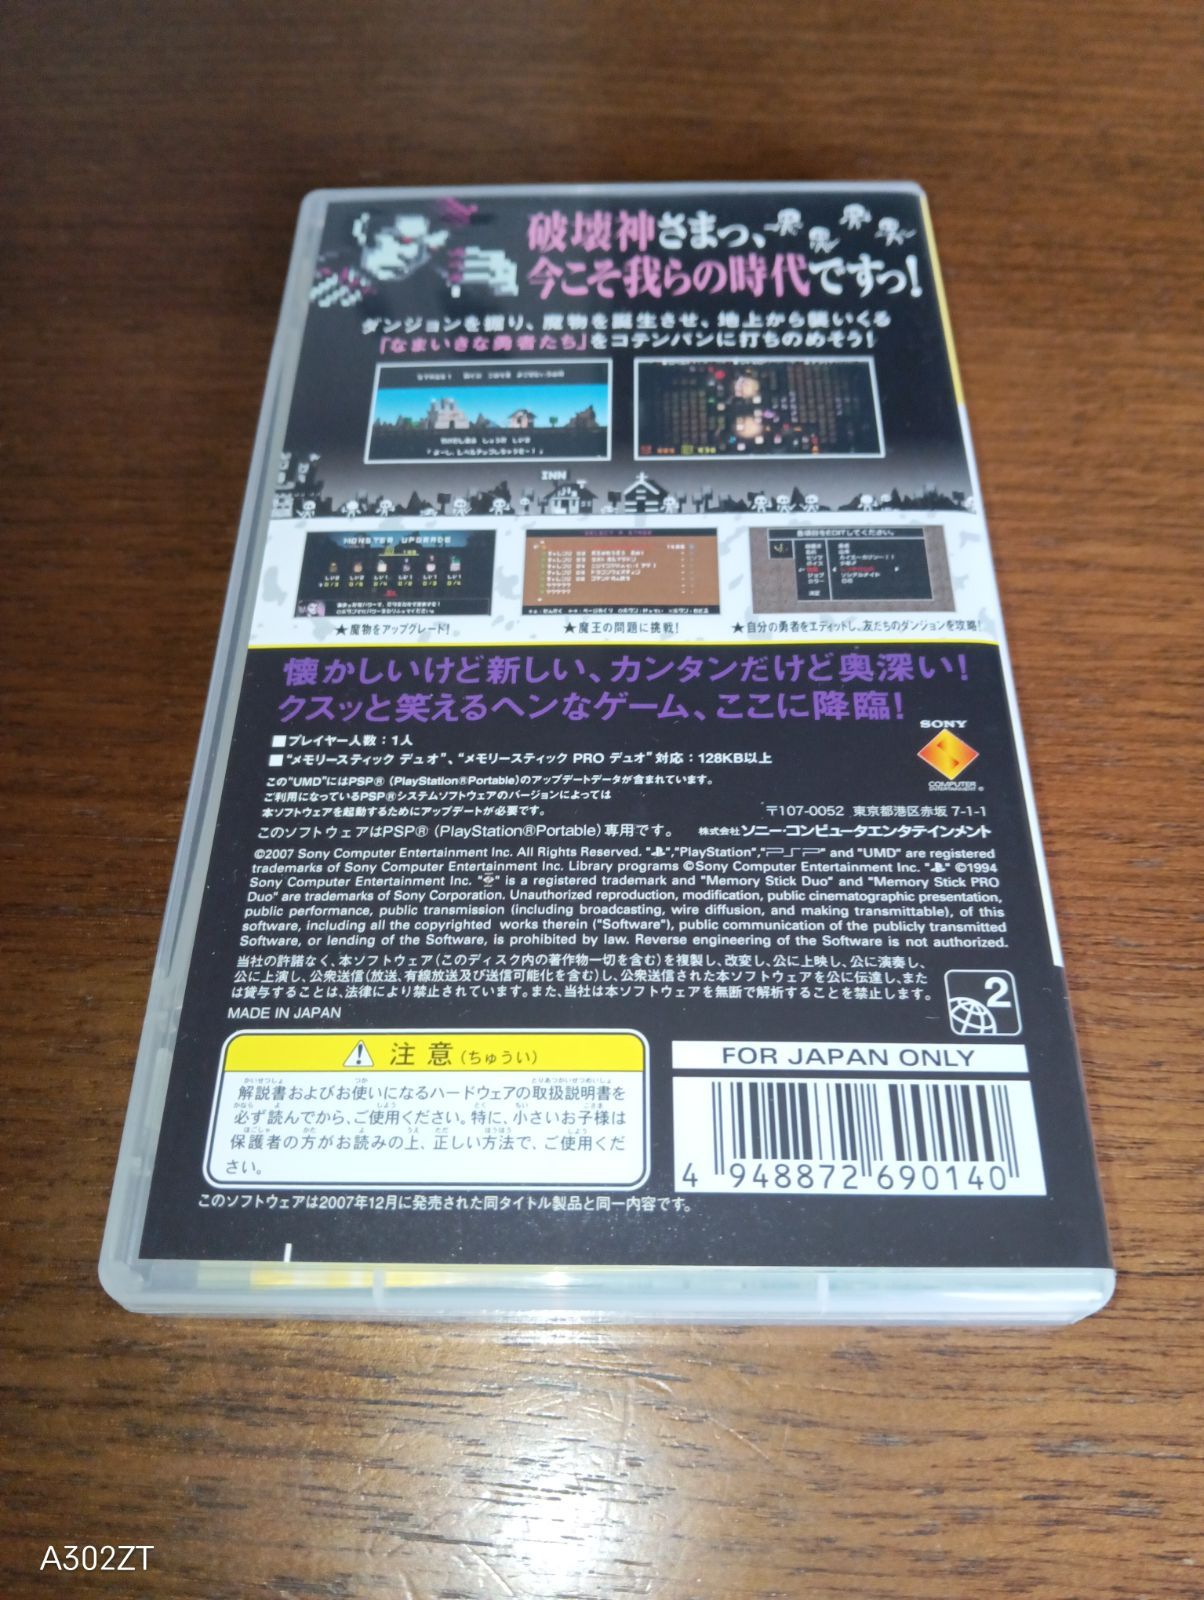 破壊神さまっ、
今こそ我らの時代ですっ!
ダンジョンを掘り、魔物を誕生させ、地上から襲いくる
「なまいきな勇者たち」をコテンパンに打ちのめそう!
INN
MONSTER UPGRADE
SELECT A STAGE
各項目をEDITしてください。
★魔物をアップグレード!
★魔王の問題に挑戦!
★自分の勇者をエディットし、友だちのダンジョンを攻略!
懐かしいけど新しい、カンタンだけど奥深い!
クスッと笑えるヘンなゲーム、ここに降臨!
■プレイヤー人数:1人
■"メモリースティック デュオ"、"メモリースティック PRO デュオ"対応:128KB以上
SONY
COMPUTER
ENTERTAINMENT
この"UMD"にはPSP®(PlayStation®Portable)のアップデートデータが含まれています。
ご利用になっているPSP®システムソフトウェアのバージョンによっては
本ソフトウェアを起動するためにアップデートが必要です。
〒107-0052 東京都港区赤坂 7-1-1
このソフトウェアはPSP®(PlayStation®Portable)専用です。 株式会社 ソニー・コンピュータエンタテインメント
©2007 Sony Computer Entertainment Inc. All Rights Reserved. "","PlayStation","PSP" and "UMD" are registered
trademarks of Sony Computer Entertainment Inc. Library programs ©Sony Computer Entertainment Inc. "" ©1994
Sony Computer Entertainment Inc. "" is a registered trademark and "Memory Stick Duo" and "Memory Stick PRO
Duo" are trademarks of Sony Corporation. Unauthorized reproduction, modification, public cinematographic presentation,
public performance, public transmission (including broadcasting, wire diffusion, and making transmittable), of this
software, including all the copyrighted works therein ("Software"), public communication of the publicly transmitted
Software, or lending of the Software, is prohibited by law. Reverse engineering of the Software is not authorized.
当社の許諾なく、本ソフトウェア(このディスク内の著作物一切を含む)を複製し、改変し、公に上映し、公に演奏し、
公に上演し、公衆送信(放送、有線放送及び送信可能化を含む)し、公衆送信された本ソフトウェアを公に伝達し、また
は貸与することは、法律により禁止されています。また、当社は本ソフトウェアを無断で解析することを禁止します。
MADE IN JAPAN
2
注意(ちゅうい)
解説書およびお使いになるハードウェアの取扱説明書を
必ず読んでから、ご使用ください。特に、小さいお子様は
保護者の方がお読みの上、正しい方法で、ご使用くだ
さい。
FOR JAPAN ONLY
4 948872 690140
このソフトウェアは2007年12月に発売された同タイトル製品と同一内容です。
A302ZT